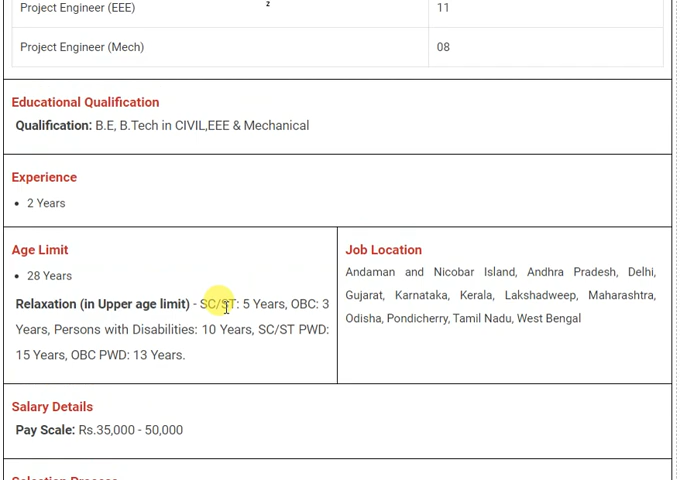 z
Project Engineer (EEE) 11
Project Engineer (Mech) 08
Educational Qualification
Qualification: B.E, B.Tech in CIVIL,EEE & Mechanical
Experience
2 Years
Age Limit
28 Years
Relaxation (in Upper age limit) - SC/ST: 5 Years, OBC: 3
Years, Persons with Disabilities: 10 Years, SC/ST PWD:
15 Years, OBC PWD: 13 Years.
Job Location
Andaman and Nicobar Island, Andhra Pradesh, Delhi,
Gujarat, Karnataka, Kerala, Lakshadweep, Maharashtra,
Odisha, Pondicherry, Tamil Nadu, West Bengal
Salary Details
Pay Scale: Rs.35,000 - 50,000
Selection Process